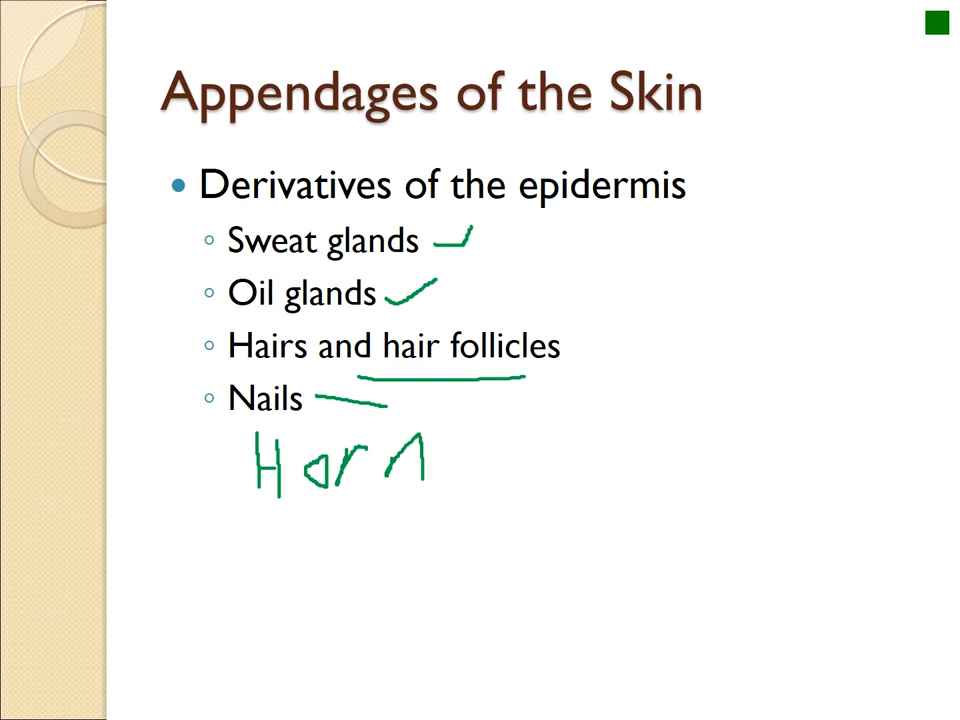 Appendages of the Skin
Derivatives of the epidermis
Sweat glands
Oil glands
Hairs and hair follicles
Nails
Horn